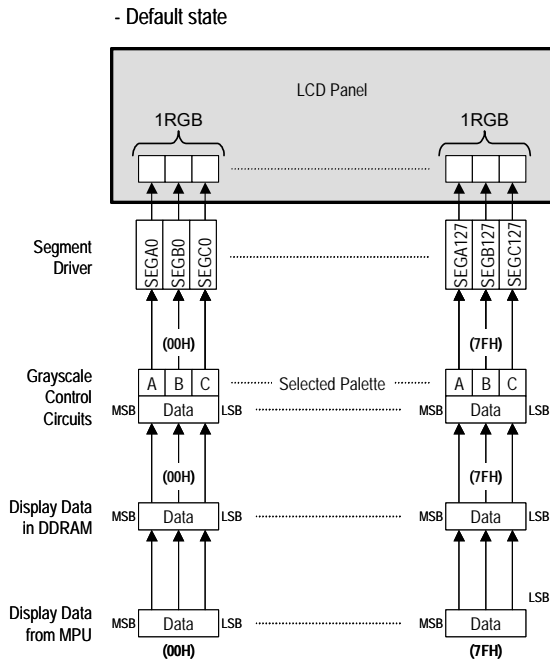 - Default state
LCD Panel
1RGB 1RGB
Segment
Driver
SEGA0 SEGB0 SEGC0
SEGA127 SEGB127 SEGC127
(00H) (7FH)
Grayscale
Control
Circuits
A B C Selected Palette A B C
MSB Data LSB MSB Data LSB
(00H) (7FH)
Display Data
in DDRAM
MSB Data LSB MSB Data LSB
LSB
Display Data
from MPU
MSB Data LSB MSB Data
(00H) (7FH)